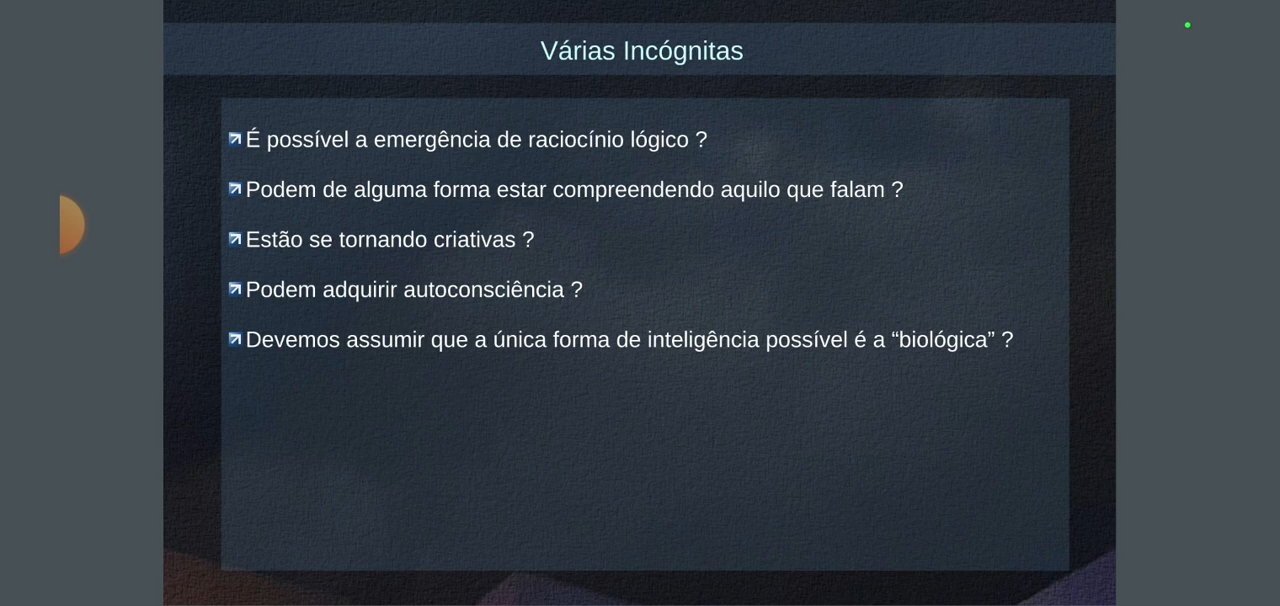 Várias Incógnitas
É possível a emergência de raciocínio lógico ?
Podem de alguma forma estar compreendendo aquilo que falam ?
Estão se tornando criativas ?
Podem adquirir autoconsciência ?
Devemos assumir que a única forma de inteligência possível é a “biológica” ?